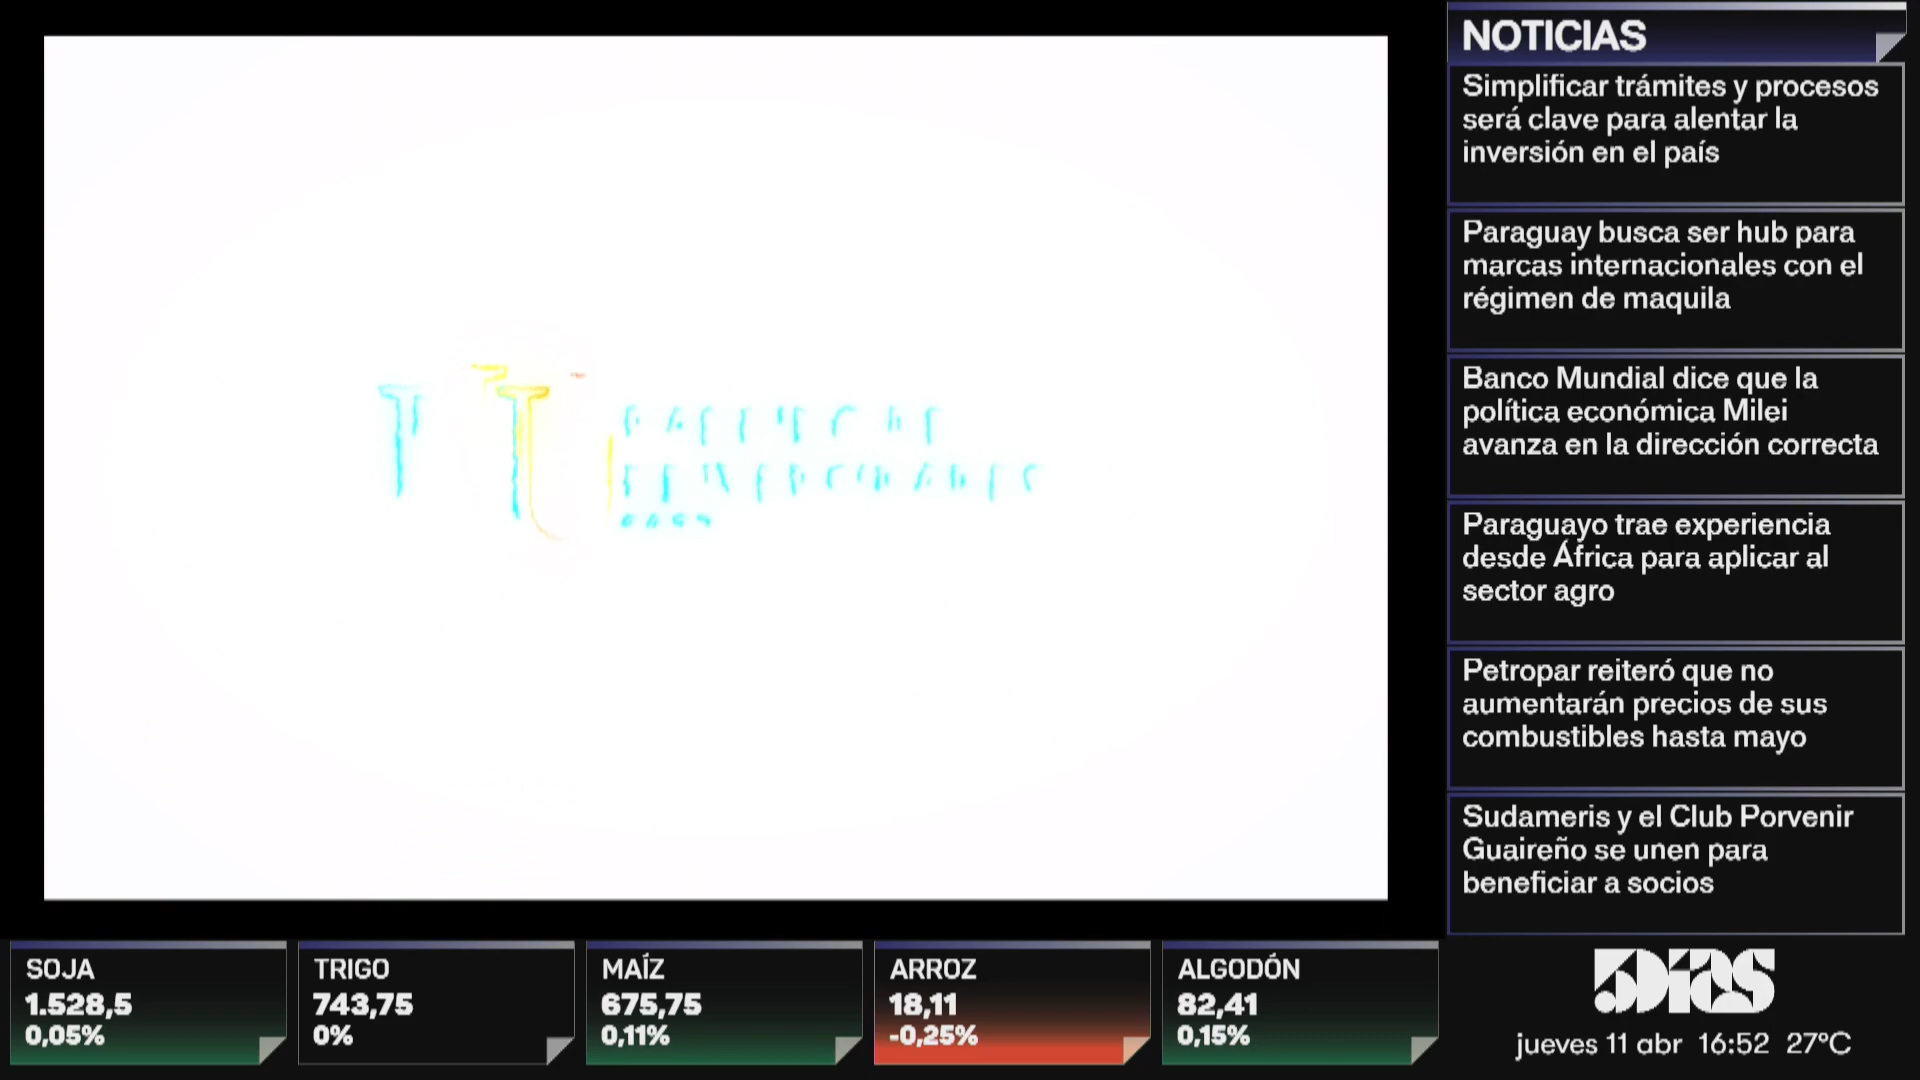 NOTICIAS
Simplificar trámites y procesos
será clave para alentar la
inversión en el país
Paraguay busca ser hub para
marcas internacionales con el
régimen de maquila
Banco Mundial dice que la
política económica Milei
avanza en la dirección correcta
Paraguayo trae experiencia
desde África para aplicar al
sector agro
Petropar reiteró que no
aumentarán precios de sus
combustibles hasta mayo
Sudameris y el Club Porvenir
Guaireño se unen para
beneficiar a socios
SOJA
1.528,5
0,05%
TRIGO
743,75
0%
MAÍZ
675,75
0,11%
ARROZ
18,11
-0,25%
ALGODÓN
82,41
0,15%
5Días
jueves 11 abr 16:52 27°C